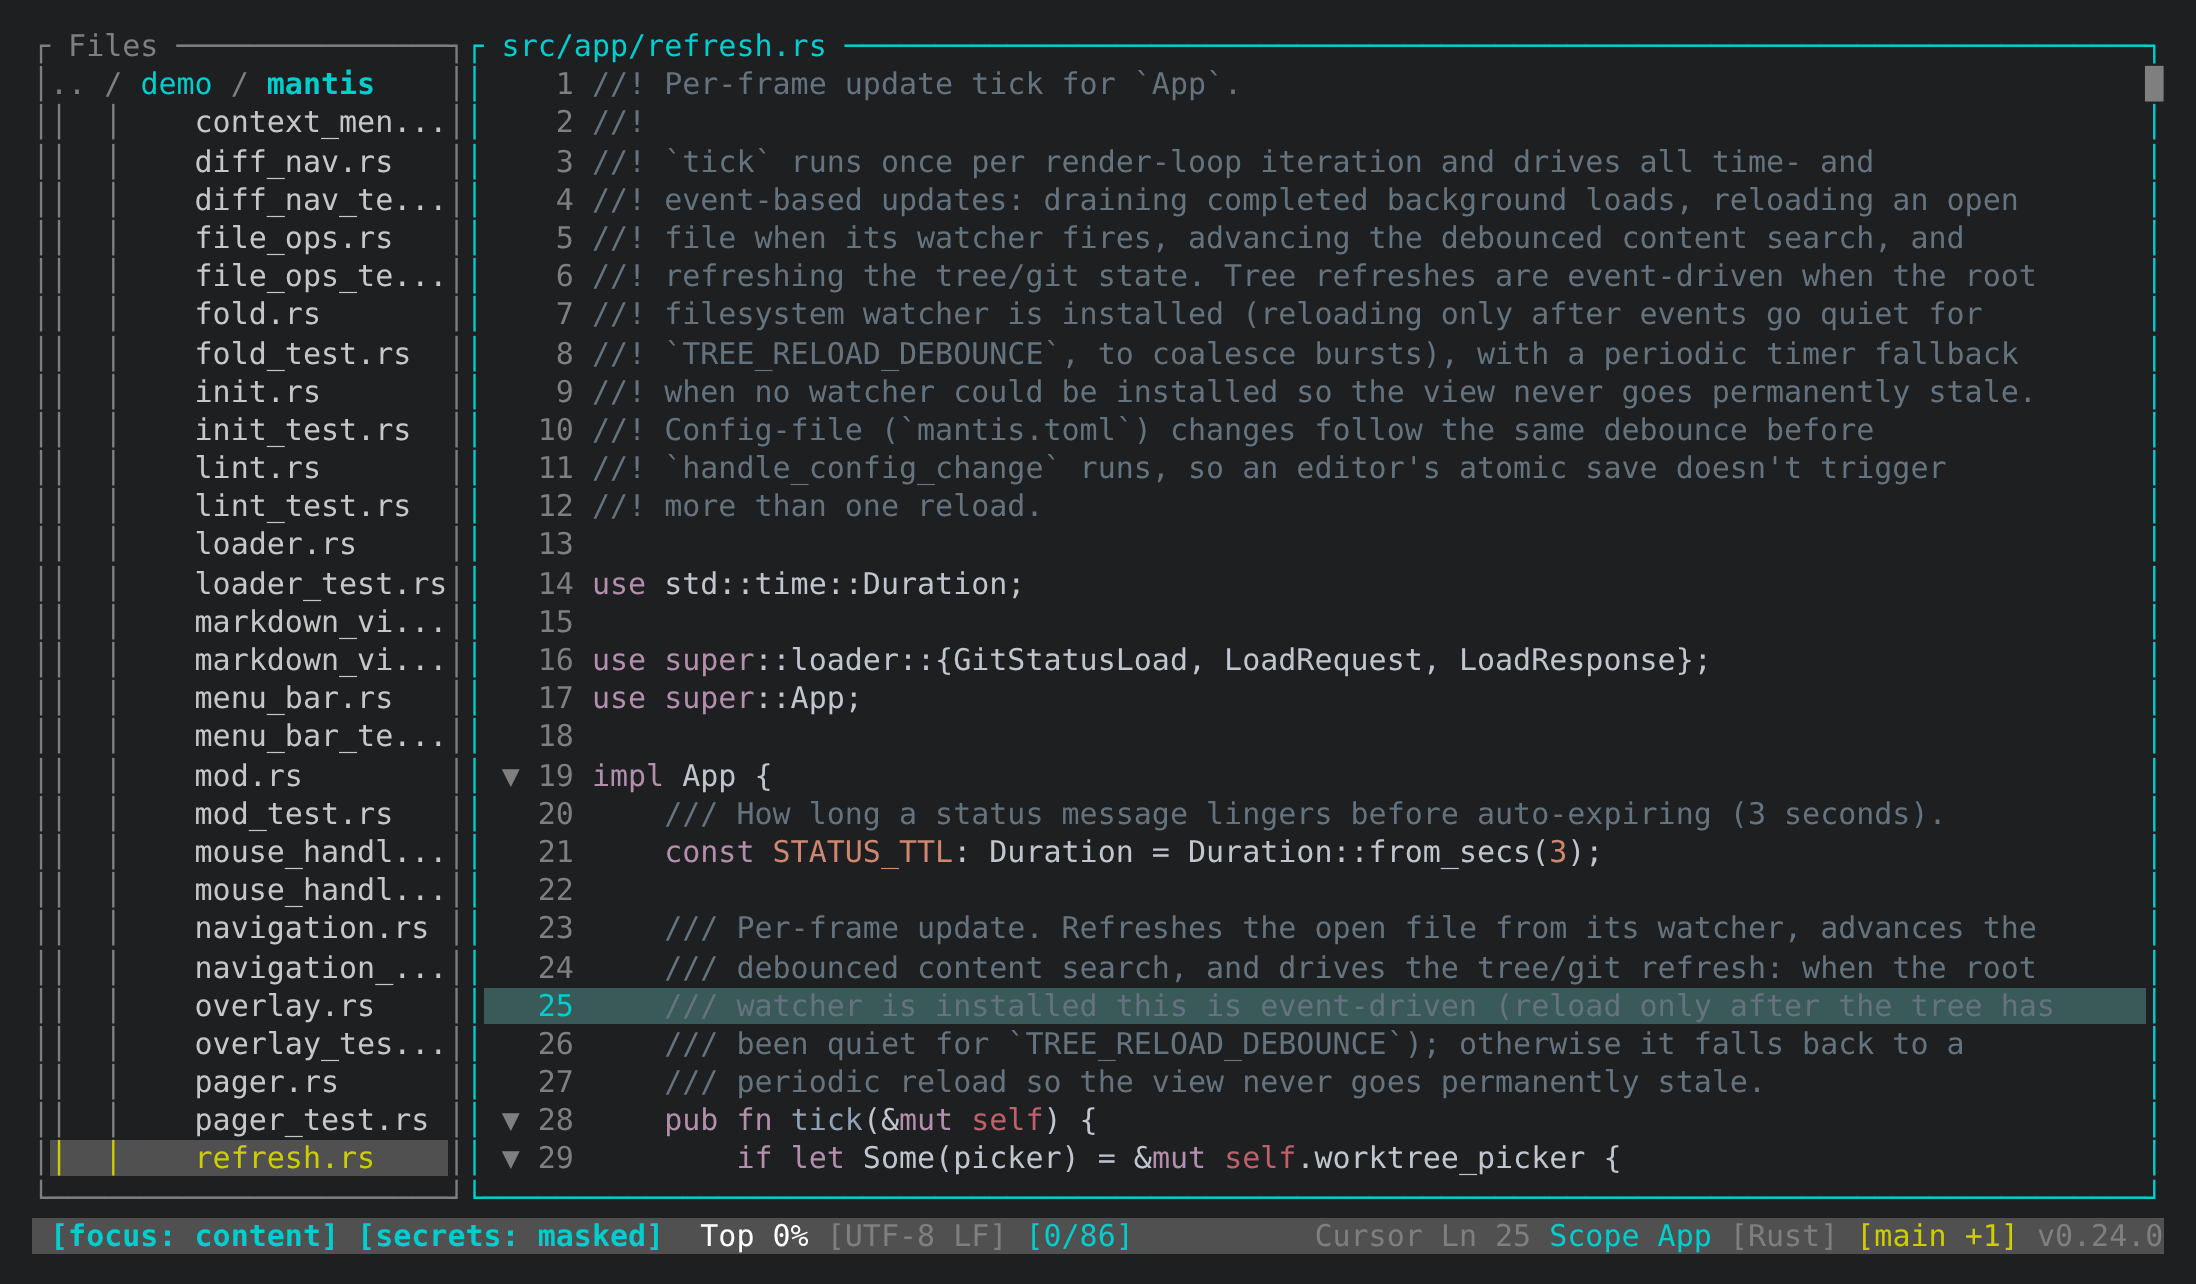 Files
.. / demo / mantis
context_men...
diff_nav.rs
diff_nav_te...
file_ops.rs
file_ops_te...
fold.rs
fold_test.rs
init.rs
init_test.rs
lint.rs
lint_test.rs
loader.rs
loader_test.rs
markdown_vi...
markdown_vi...
menu_bar.rs
menu_bar_te...
mod.rs
mod_test.rs
mouse_handl...
mouse_handl...
navigation.rs
navigation_...
overlay.rs
overlay_tes...
pager.rs
pager_test.rs
refresh.rs
src/app/refresh.rs
1 //! Per-frame update tick for `App`.
2 //!
3 //! `tick` runs once per render-loop iteration and drives all time- and
4 //! event-based updates: draining completed background loads, reloading an open
5 //! file when its watcher fires, advancing the debounced content search, and
6 //! refreshing the tree/git state. Tree refreshes are event-driven when the root
7 //! filesystem watcher is installed (reloading only after events go quiet for
8 //! `TREE_RELOAD_DEBOUNCE`, to coalesce bursts), with a periodic timer fallback
9 //! when no watcher could be installed so the view never goes permanently stale.
10 //! Config-file (`mantis.toml`) changes follow the same debounce before
11 //! `handle_config_change` runs, so an editor's atomic save doesn't trigger
12 //! more than one reload.
13
14 use std::time::Duration;
15
16 use super::loader::{GitStatusLoad, LoadRequest, LoadResponse};
17 use super::App;
18
▼ 19 impl App {
20     /// How long a status message lingers before auto-expiring (3 seconds).
21     const STATUS_TTL: Duration = Duration::from_secs(3);
22
23     /// Per-frame update. Refreshes the open file from its watcher, advances the
24     /// debounced content search, and drives the tree/git refresh: when the root
25     /// watcher is installed this is event-driven (reload only after the tree has
26     /// been quiet for `TREE_RELOAD_DEBOUNCE`); otherwise it falls back to a
27     /// periodic reload so the view never goes permanently stale.
▼ 28     pub fn tick(&mut self) {
▼ 29         if let Some(picker) = &mut self.worktree_picker {
[focus: content] [secrets: masked]  Top 0% [UTF-8 LF] [0/86] Cursor Ln 25 Scope App [Rust] [main +1] v0.24.0